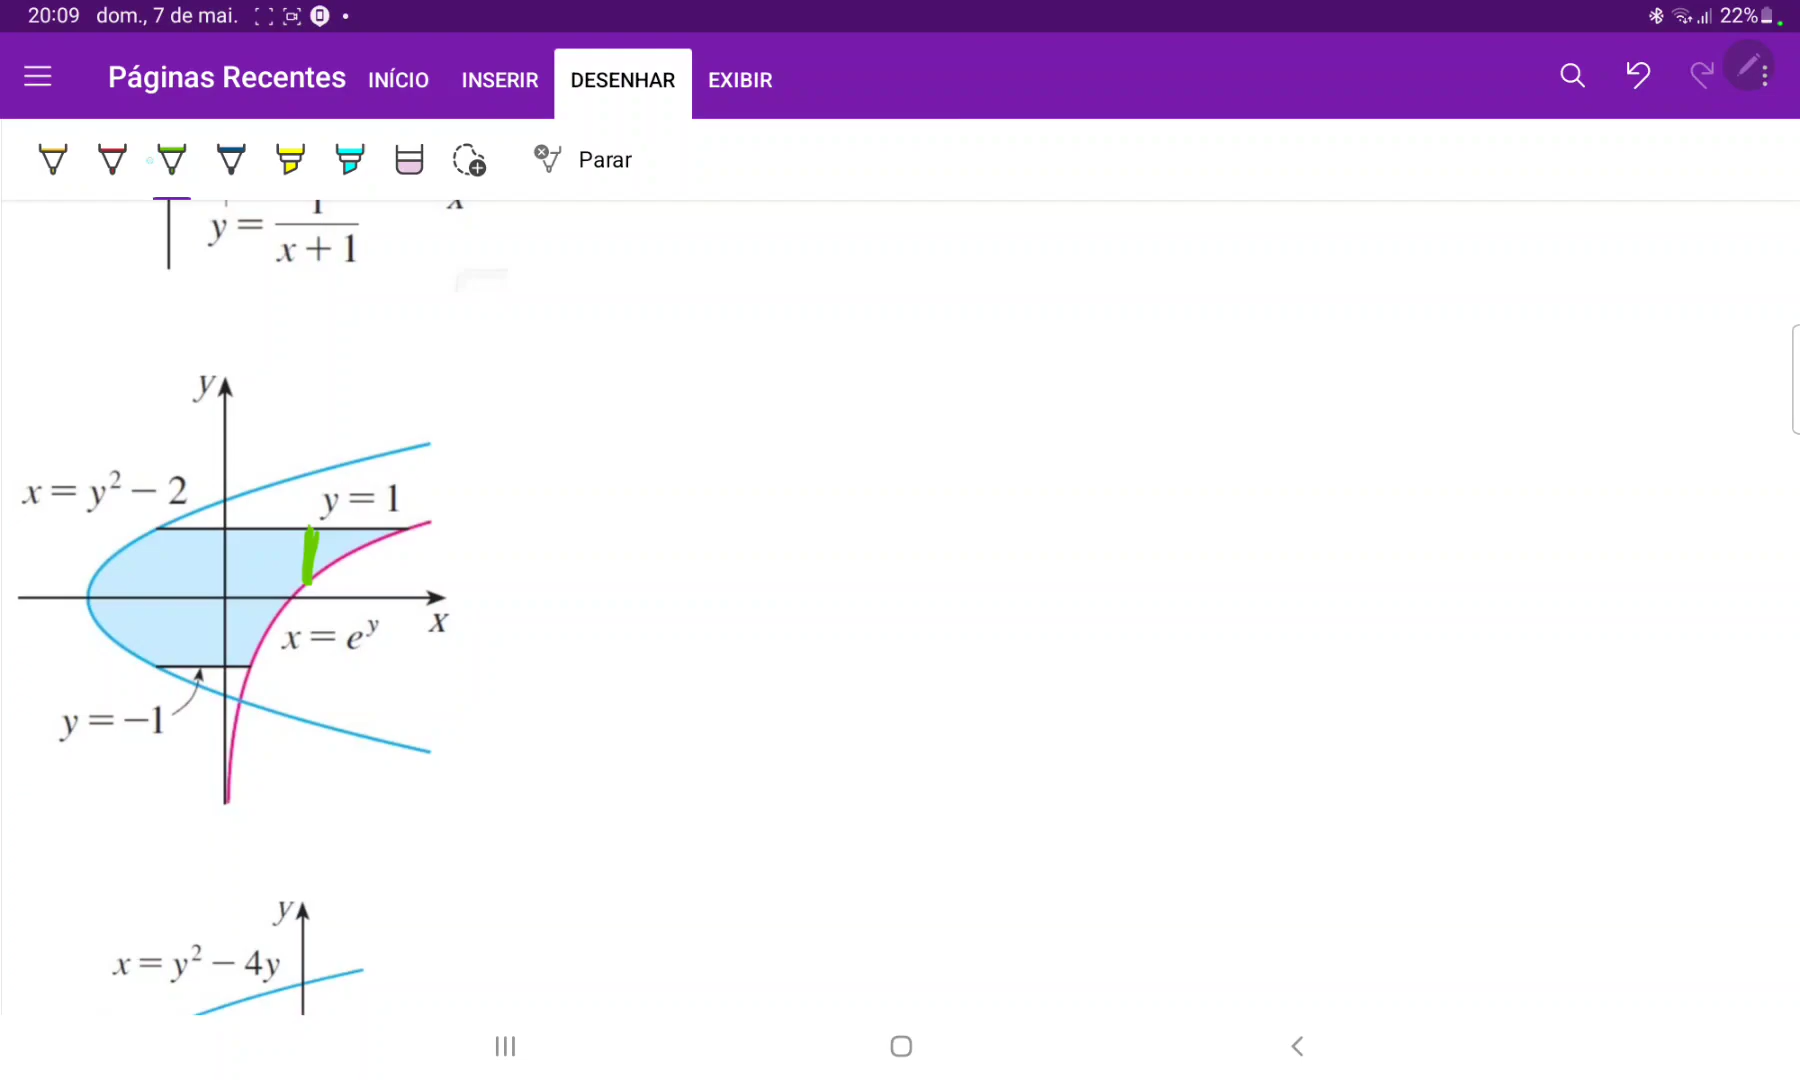 20:09 dom., 7 de mai. 22%
Páginas Recentes INÍCIO INSERIR DESENHAR EXIBIR
Parar
y = 1/(x + 1)
y
x = y² − 2
y = 1
x
x = e^y
y = −1
y
x = y² − 4y